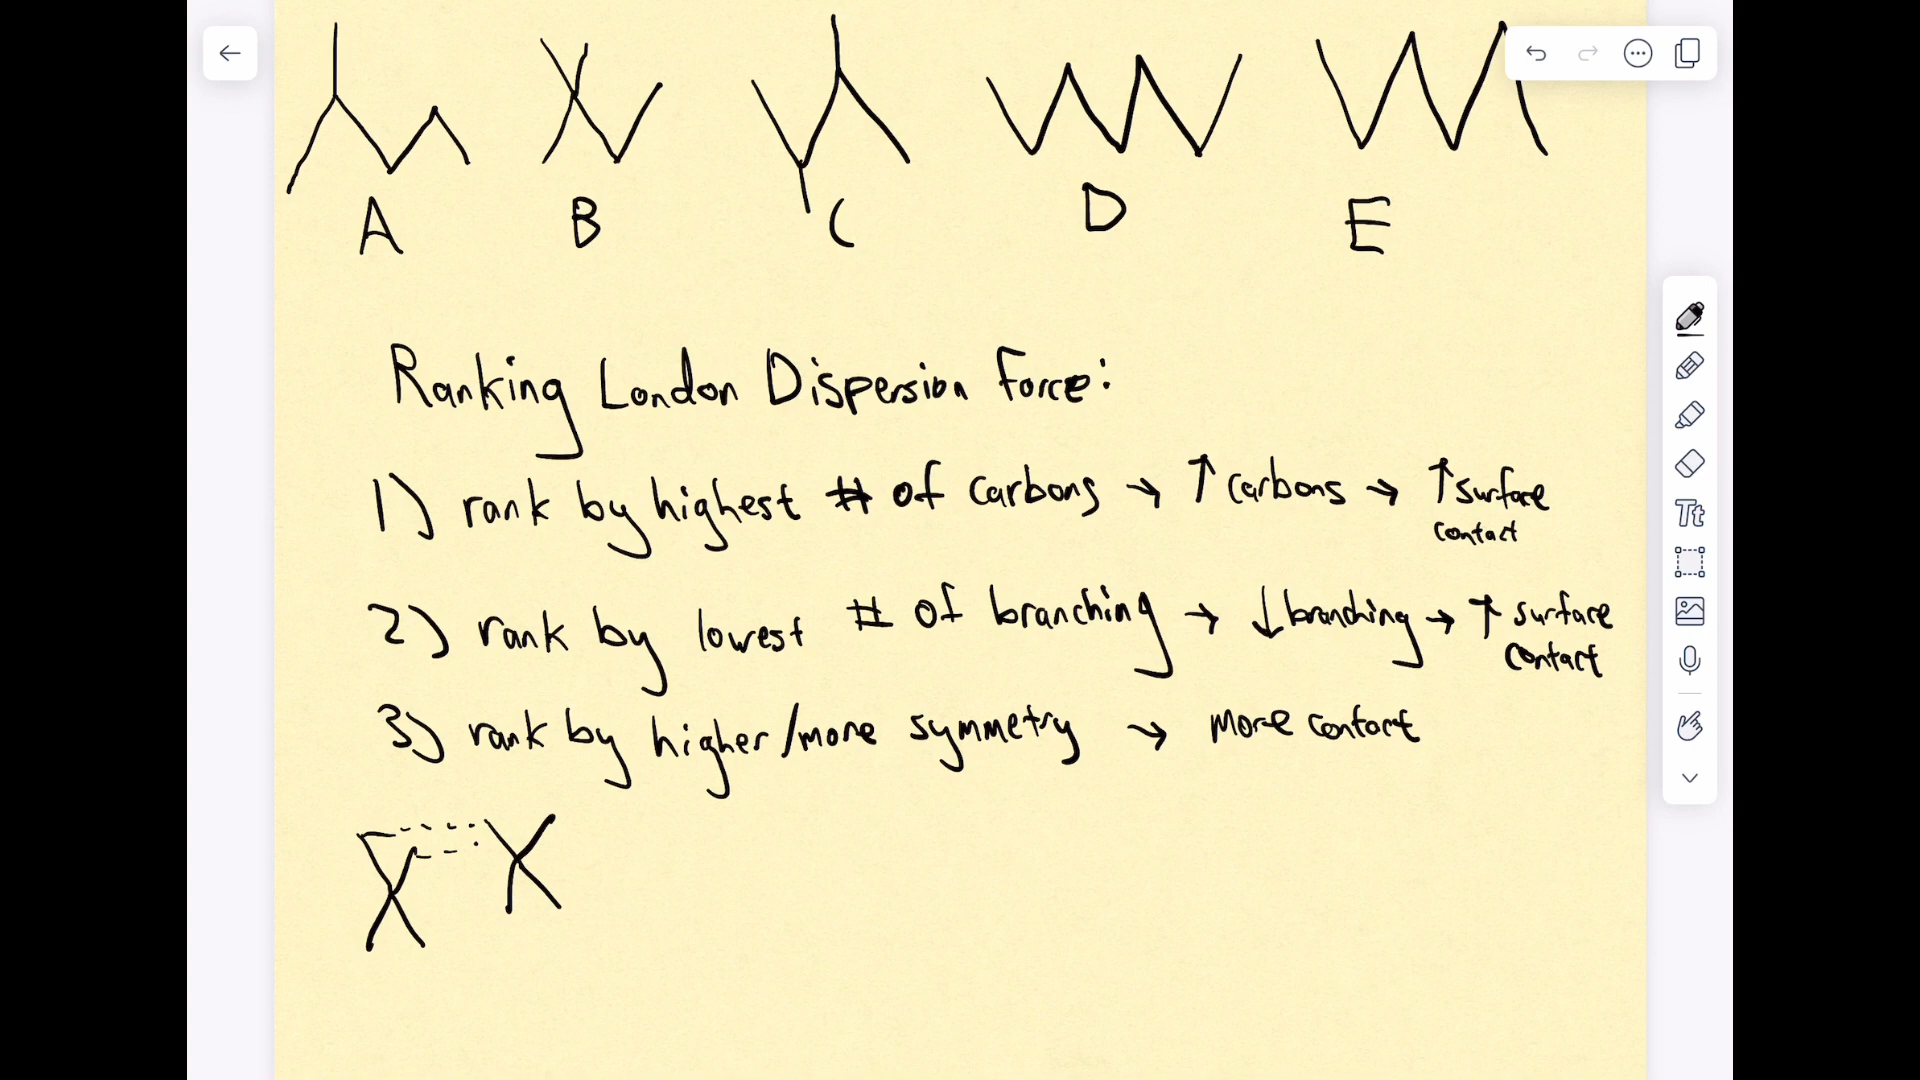 A B C D E
Ranking London Dispersion Force:
1) rank by highest # of carbons → ↑ carbons → ↑ surface
contact
2) rank by lowest # of branching → ↓ branching → ↑ surface
contact
3) rank by higher/more symmetry → more contact
Tt